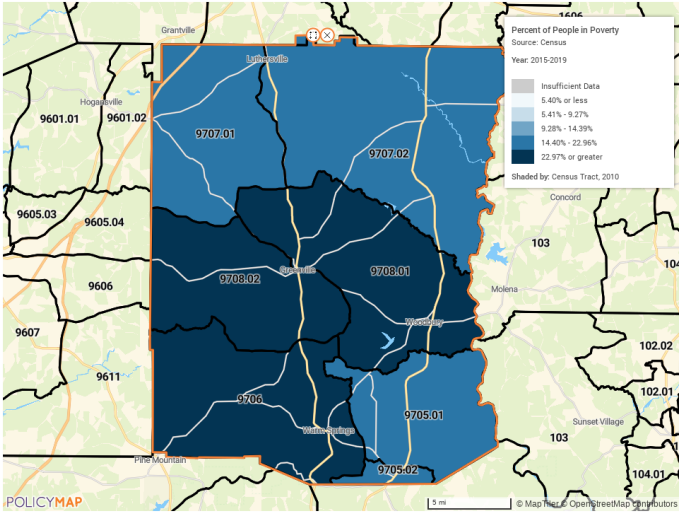 Grantville
1606
Percent of People in Poverty
Source: Census
Year: 2015-2019
Insufficient Data
5.40% or less
5.41% - 9.27%
9.28% - 14.39%
14.40% - 22.96%
22.97% or greater
Shaded by: Census Tract, 2010
Luthersville
Hogansville
9601.01
9601.02
9707.01
9707.02
Concord
9605.03
9605.04
103
104
9708.02
Greenville
9708.01
9606
Molena
Woodbury
9607
102.02
9611
102.01
9706
9705.01
Sunset Village
Warm Springs
103
Pine Mountain
9705.02
104.01
POLICYMAP
5 mi
© MapTiler © OpenStreetMap contributors